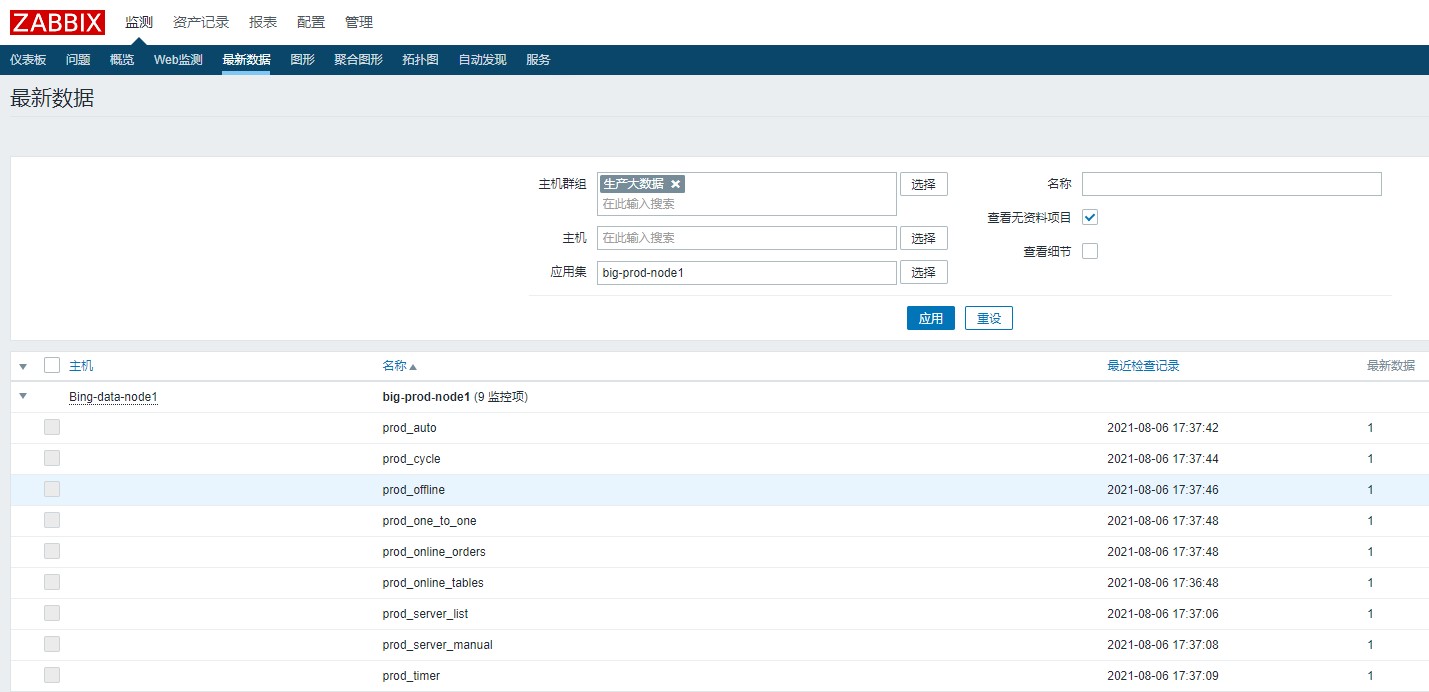 ZABBIX 监测 资产记录 报表 配置 管理
仪表板 问题 概览 Web监测 最新数据 图形 聚合图形 拓扑图 自动发现 服务
最新数据
主机群组 生产大数据 选择 名称
在此输入搜索
查看无资料项目
主机 在此输入搜索 选择
查看细节
应用集 big-prod-node1 选择
应用 重设
主机 名称 最近检查记录 最新数据
Bing-data-node1 big-prod-node1 (9 监控项)
prod_auto 2021-08-06 17:37:42 1
prod_cycle 2021-08-06 17:37:44 1
prod_offline 2021-08-06 17:37:46 1
prod_one_to_one 2021-08-06 17:37:48 1
prod_online_orders 2021-08-06 17:37:48 1
prod_online_tables 2021-08-06 17:36:48 1
prod_server_list 2021-08-06 17:37:06 1
prod_server_manual 2021-08-06 17:37:08 1
prod_timer 2021-08-06 17:37:09 1